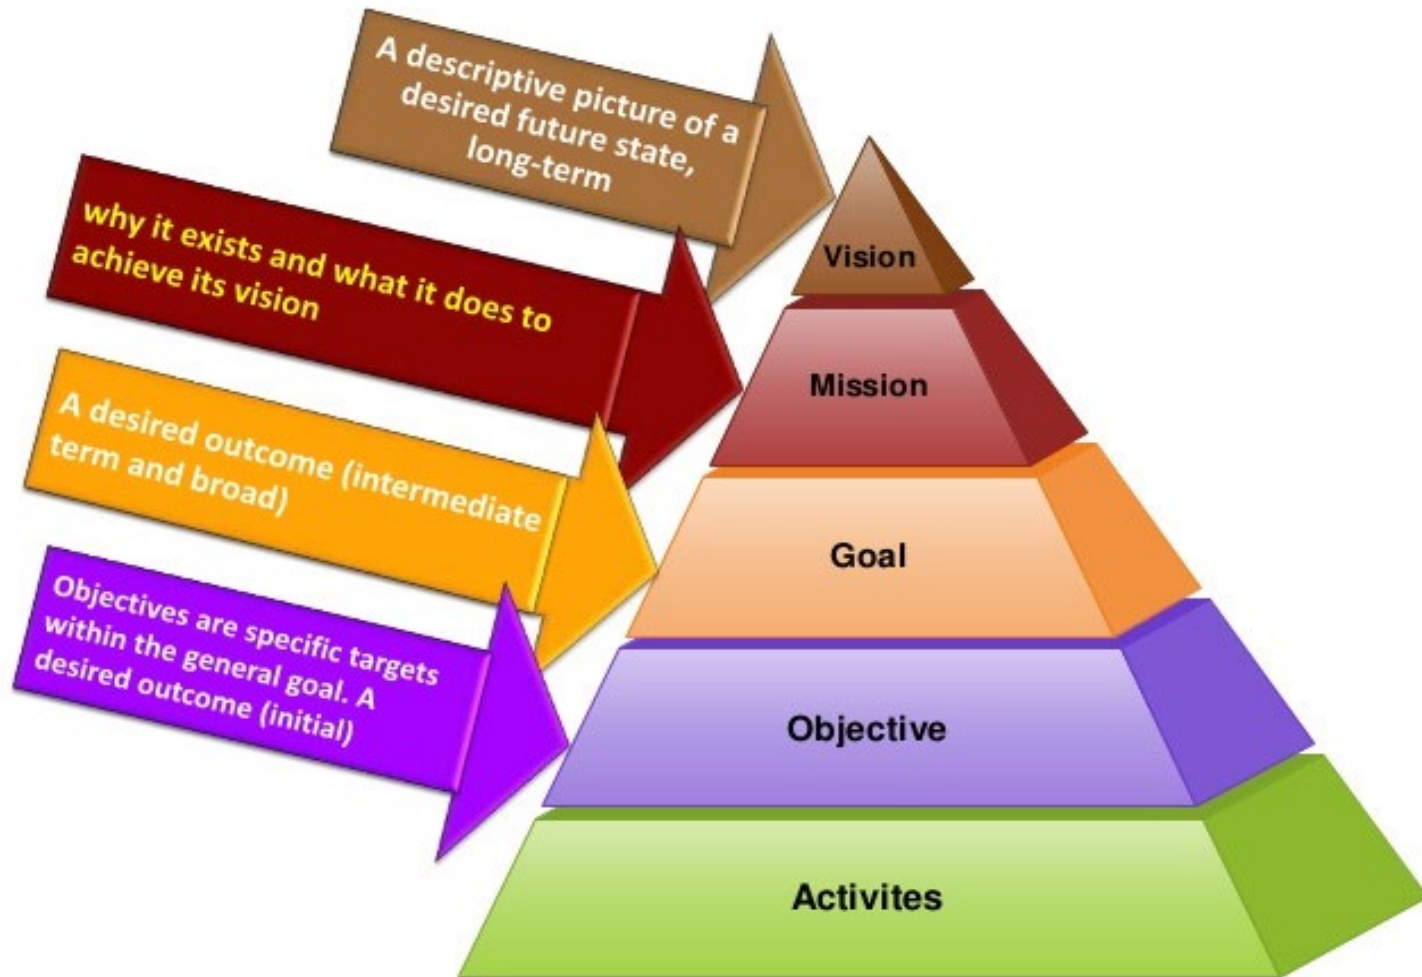 A descriptive picture of a
desired future state,
long-term
Vision
why it exists and what it does to
achieve its vision
Mission
A desired outcome (intermediate
term and broad)
Goal
Objectives are specific targets
within the general goal. A
desired outcome (initial)
Objective
Activites